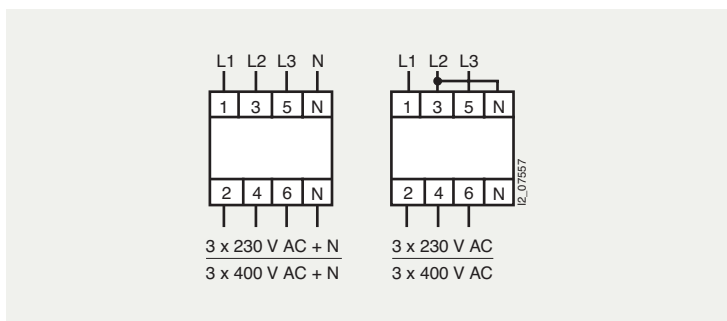 L1 L2 L3 N
1 3 5 N
2 4 6 N
3 x 230 V AC + N
3 x 400 V AC + N
L1 L2 L3
1 3 5 N
2 4 6 N
3 x 230 V AC
3 x 400 V AC
I2_07557